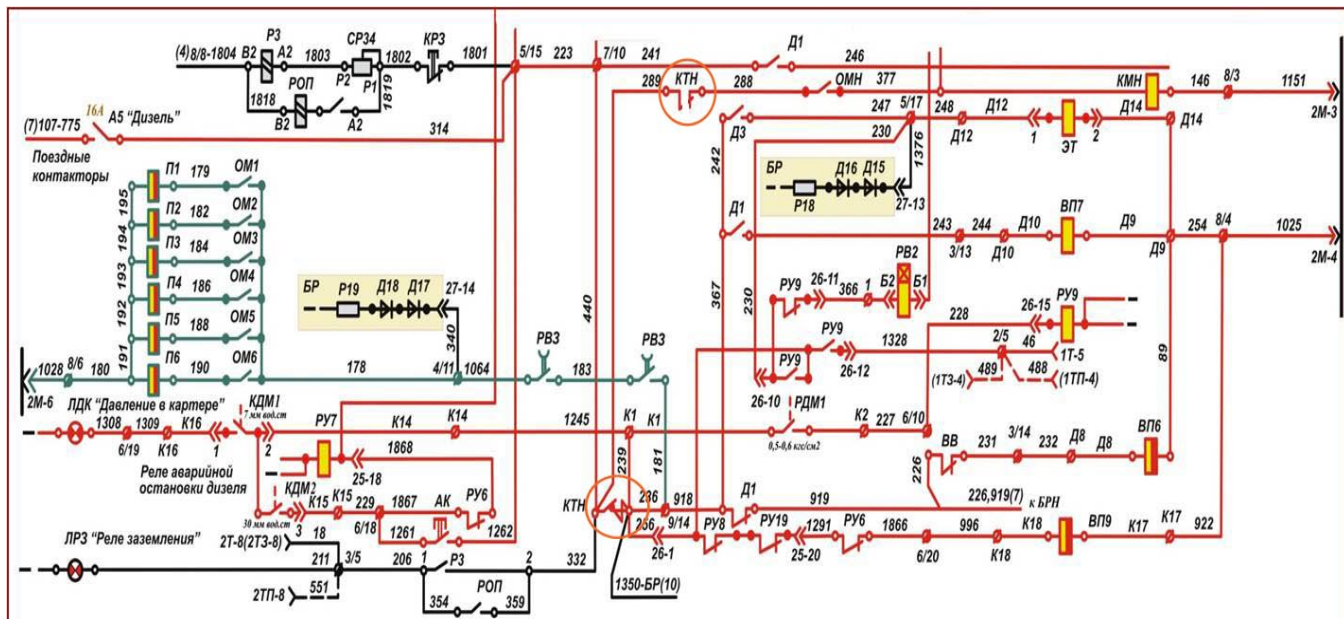 (4) 8/8-1804 В2 РЗ А2 1803 СР34 1802 КРЗ 1801 5/15 223 7/10 241 Д1 246
Р2 Р1
289 КТН 288 ОМН 377 КМН 146 8/3 1151
2М-3
1818 РОП 1819
В2 А2
16А
(7)107-775 А5 "Дизель" 314
247 5/17 248 Д12 Д14
Д3 230 Д12 1 ЭТ 2 Д14
Поездные
контакторы
242 1376
БР Д16 Д15
Р18 27-13
П1 179 ОМ1
195
П2 182 ОМ2
194
П3 184 ОМ3
193
П4 186 ОМ4
192
П5 188 ОМ5
191
П6 190 ОМ6
Д1 243 244 Д10 ВП7 Д9 254 8/4 1025
3/13 Д10 Д9 2М-4
БР Д18 Д17 27-14
Р19
340
440 367 230
РУ9 26-11 366 1 Б2 РВ2 Б1
228 26-15 РУ9
РУ9 1328 2/5 46 1Т-5
26-12 489 488
(1ТЗ-4) (1ТП-4)
РУ9
26-10
89
1028 8/6 180 178 4/11 1064 РВЗ 183 РВЗ
2М-6
ЛДК "Давление в картере" КДМ1
7 мм вод.ст
1308 1309 К16 К14 К14 1245 К1 К1 РДМ1 К2 227 6/10
6/19 К16 1 2 0,5-0,6 кгс/см2
РУ7 1868
25-18
Реле аварийной
остановки дизеля
239 181 226
ВВ 231 3/14 232 Д8 Д8 ВП6
КДМ2 К15 К15 229 1867 АК РУ6
30 мм вод.ст 3 6/18 1261 1262
КТН 236 918 Д1 919 226,919(7) к БРН
256 9/14 РУ8 РУ19 1291 РУ6 1866 996 К18 ВП9 К17 К17 922
26-1 25-20 6/20 К18
2Т-8(2ТЗ-8) 18
ЛРЗ "Реле заземления"
211 3/5 206 1 РЗ 2 332
2ТП-8 551 РОП
354 359
1350-БР(10)